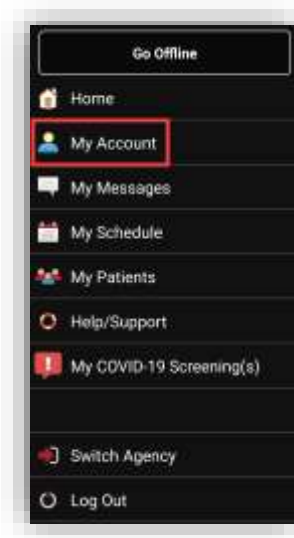 Go Offline
Home
My Account
My Messages
My Schedule
My Patients
Help/Support
My COVID-19 Screening(s)
Switch Agency
Log Out